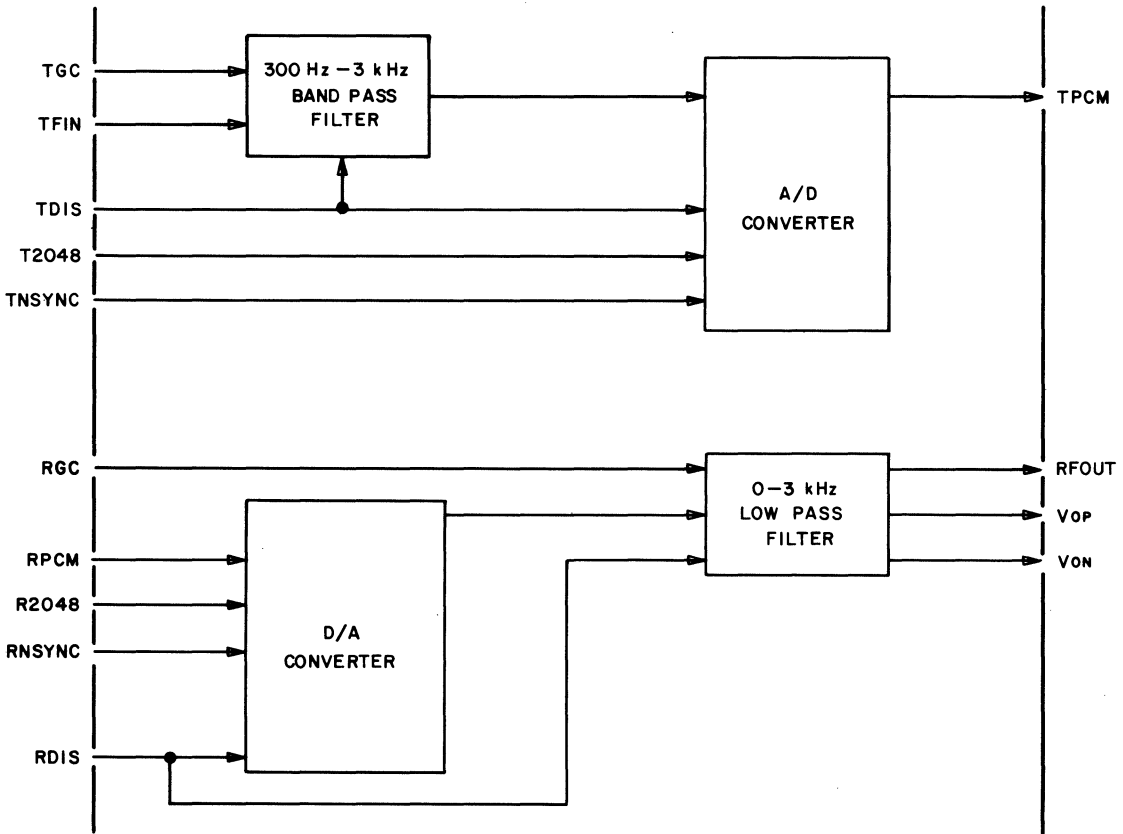 TGC
TFIN
TDIS
T2048
TNSYNC
300 Hz – 3 kHz
BAND PASS
FILTER
A/D
CONVERTER
TPCM
RGC
RPCM
R2048
RNSYNC
RDIS
D/A
CONVERTER
0–3 kHz
LOW PASS
FILTER
RFOUT
VOP
VON